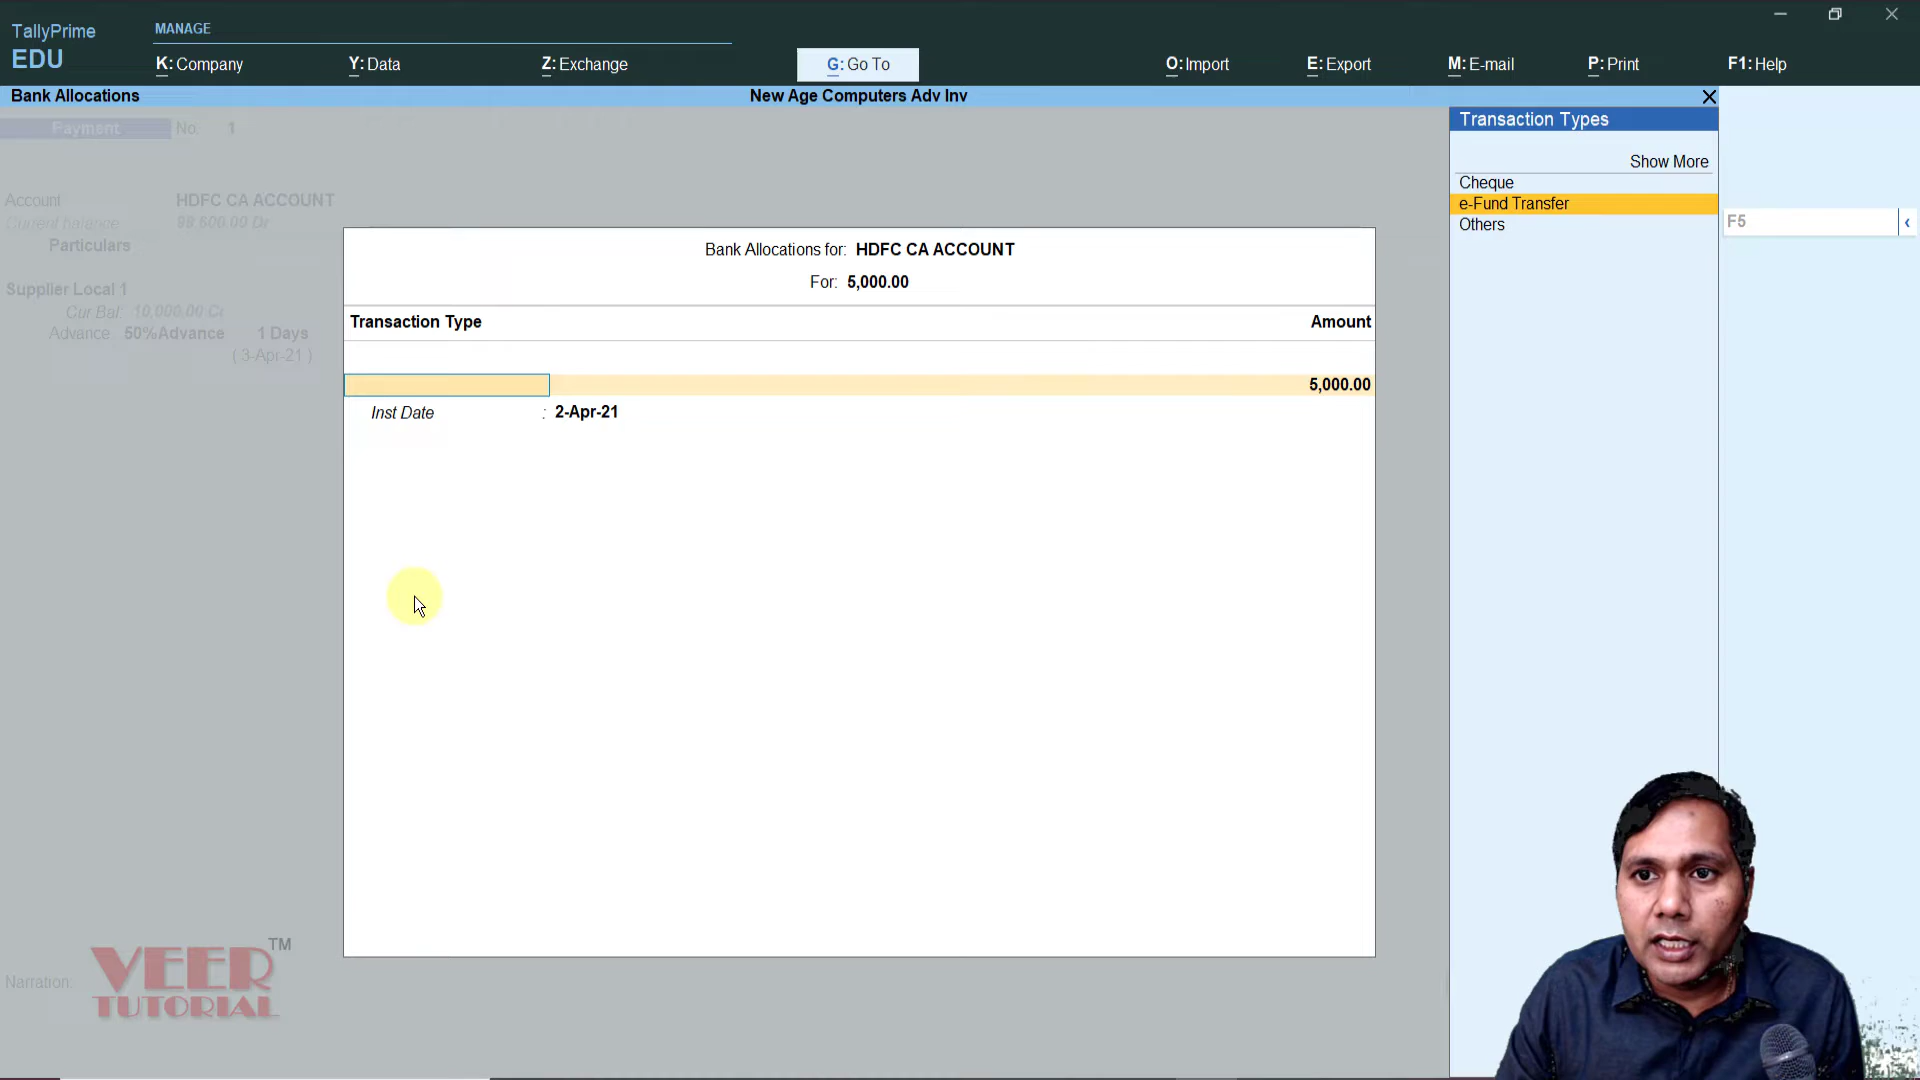 TallyPrime
EDU
MANAGE
K: Company
Y: Data
Z: Exchange
G: Go To
O: Import
E: Export
M: E-mail
P: Print
F1: Help
Bank Allocations
New Age Computers Adv Inv
Payment No. 1
Account HDFC CA ACCOUNT
Current balance 99,600.00 Dr
Particulars
Supplier Local 1
Cur Bal: 10,000.00 Cr
Advance 50%Advance 1 Days
( 3-Apr-21 )
Bank Allocations for: HDFC CA ACCOUNT
For: 5,000.00
Transaction Type Amount
5,000.00
Inst Date : 2-Apr-21
Transaction Types
Show More
Cheque
e-Fund Transfer
Others
F5
Narration:
VEER TM
TUTORIAL